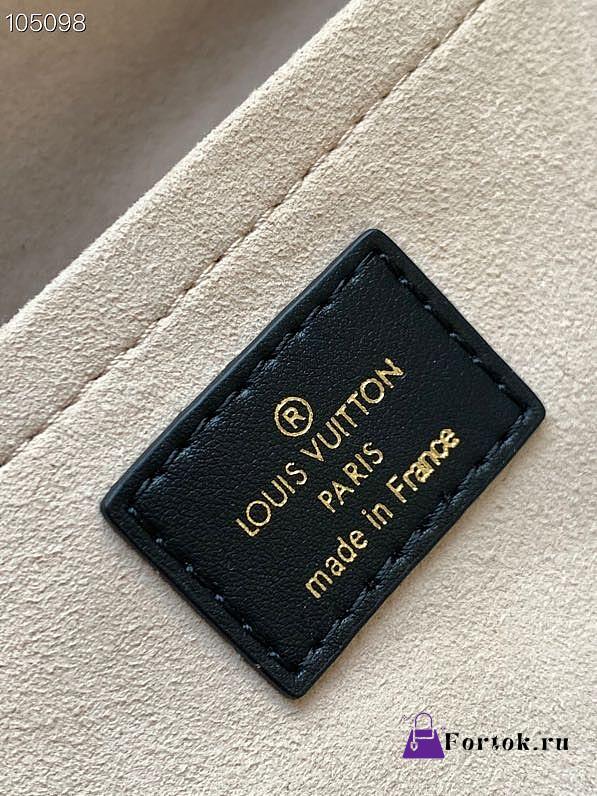 105098
®
LOUIS VUITTON
PARIS
made in France
Fortok.ru